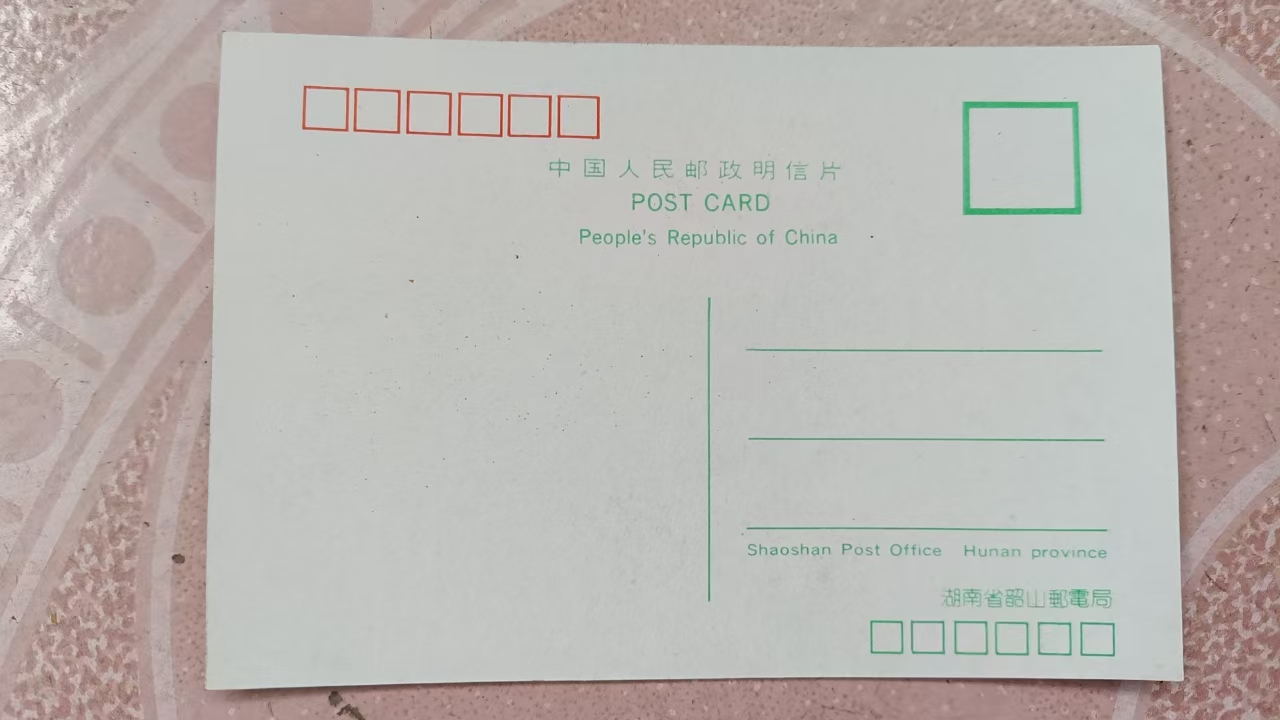 中国人民邮政明信片
POST CARD
People's Republic of China
Shaoshan Post Office Hunan province
湖南省韶山郵電局